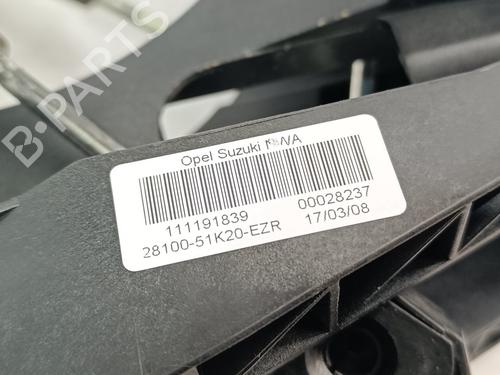 B-PARTS
Opel Suzuki
111191839 00028237
28100-51K20-EZR 17/03/08